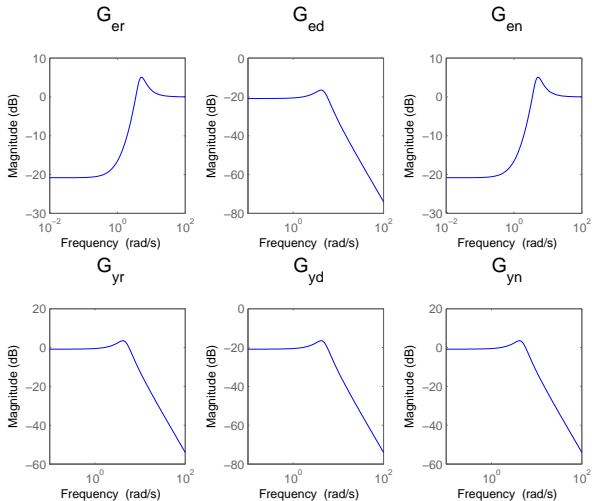 G_er
G_ed
G_en
Magnitude (dB)
10
0
−10
−20
−30
10^−2
10^0
10^2
Frequency (rad/s)
Magnitude (dB)
0
−20
−40
−60
−80
10^0
10^2
Frequency (rad/s)
Magnitude (dB)
10
0
−10
−20
−30
10^−2
10^0
10^2
Frequency (rad/s)
G_yr
G_yd
G_yn
Magnitude (dB)
20
0
−20
−40
−60
10^0
10^2
Frequency (rad/s)
Magnitude (dB)
0
−20
−40
−60
−80
10^0
10^2
Frequency (rad/s)
Magnitude (dB)
20
0
−20
−40
−60
10^0
10^2
Frequency (rad/s)